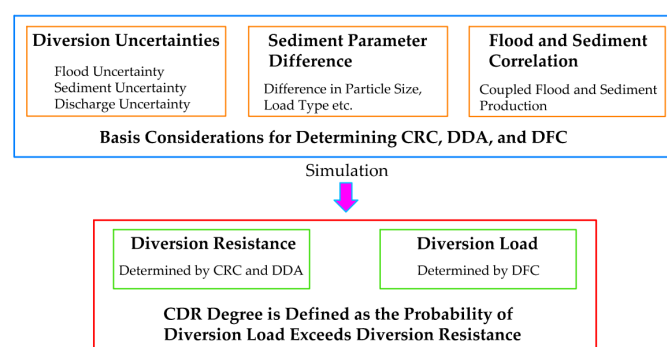 Diversion Uncertainties
Flood Uncertainty
Sediment Uncertainty
Discharge Uncertainty
Sediment Parameter
Difference
Difference in Particle Size,
Load Type etc.
Flood and Sediment
Correlation
Coupled Flood and Sediment
Production
Basis Considerations for Determining CRC, DDA, and DFC
Simulation
Diversion Resistance
Determined by CRC and DDA
Diversion Load
Determined by DFC
CDR Degree is Defined as the Probability of
Diversion Load Exceeds Diversion Resistance